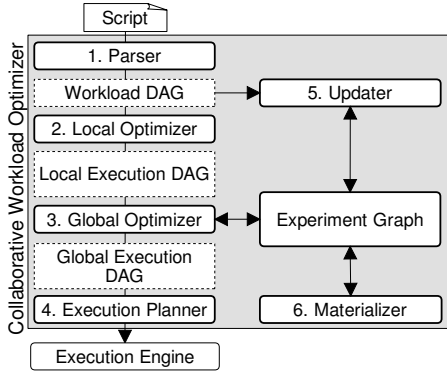 Script
Collaborative Workload Optimizer
1. Parser
Workload DAG
5. Updater
2. Local Optimizer
Local Execution DAG
3. Global Optimizer
Experiment Graph
Global Execution
DAG
4. Execution Planner
6. Materializer
Execution Engine